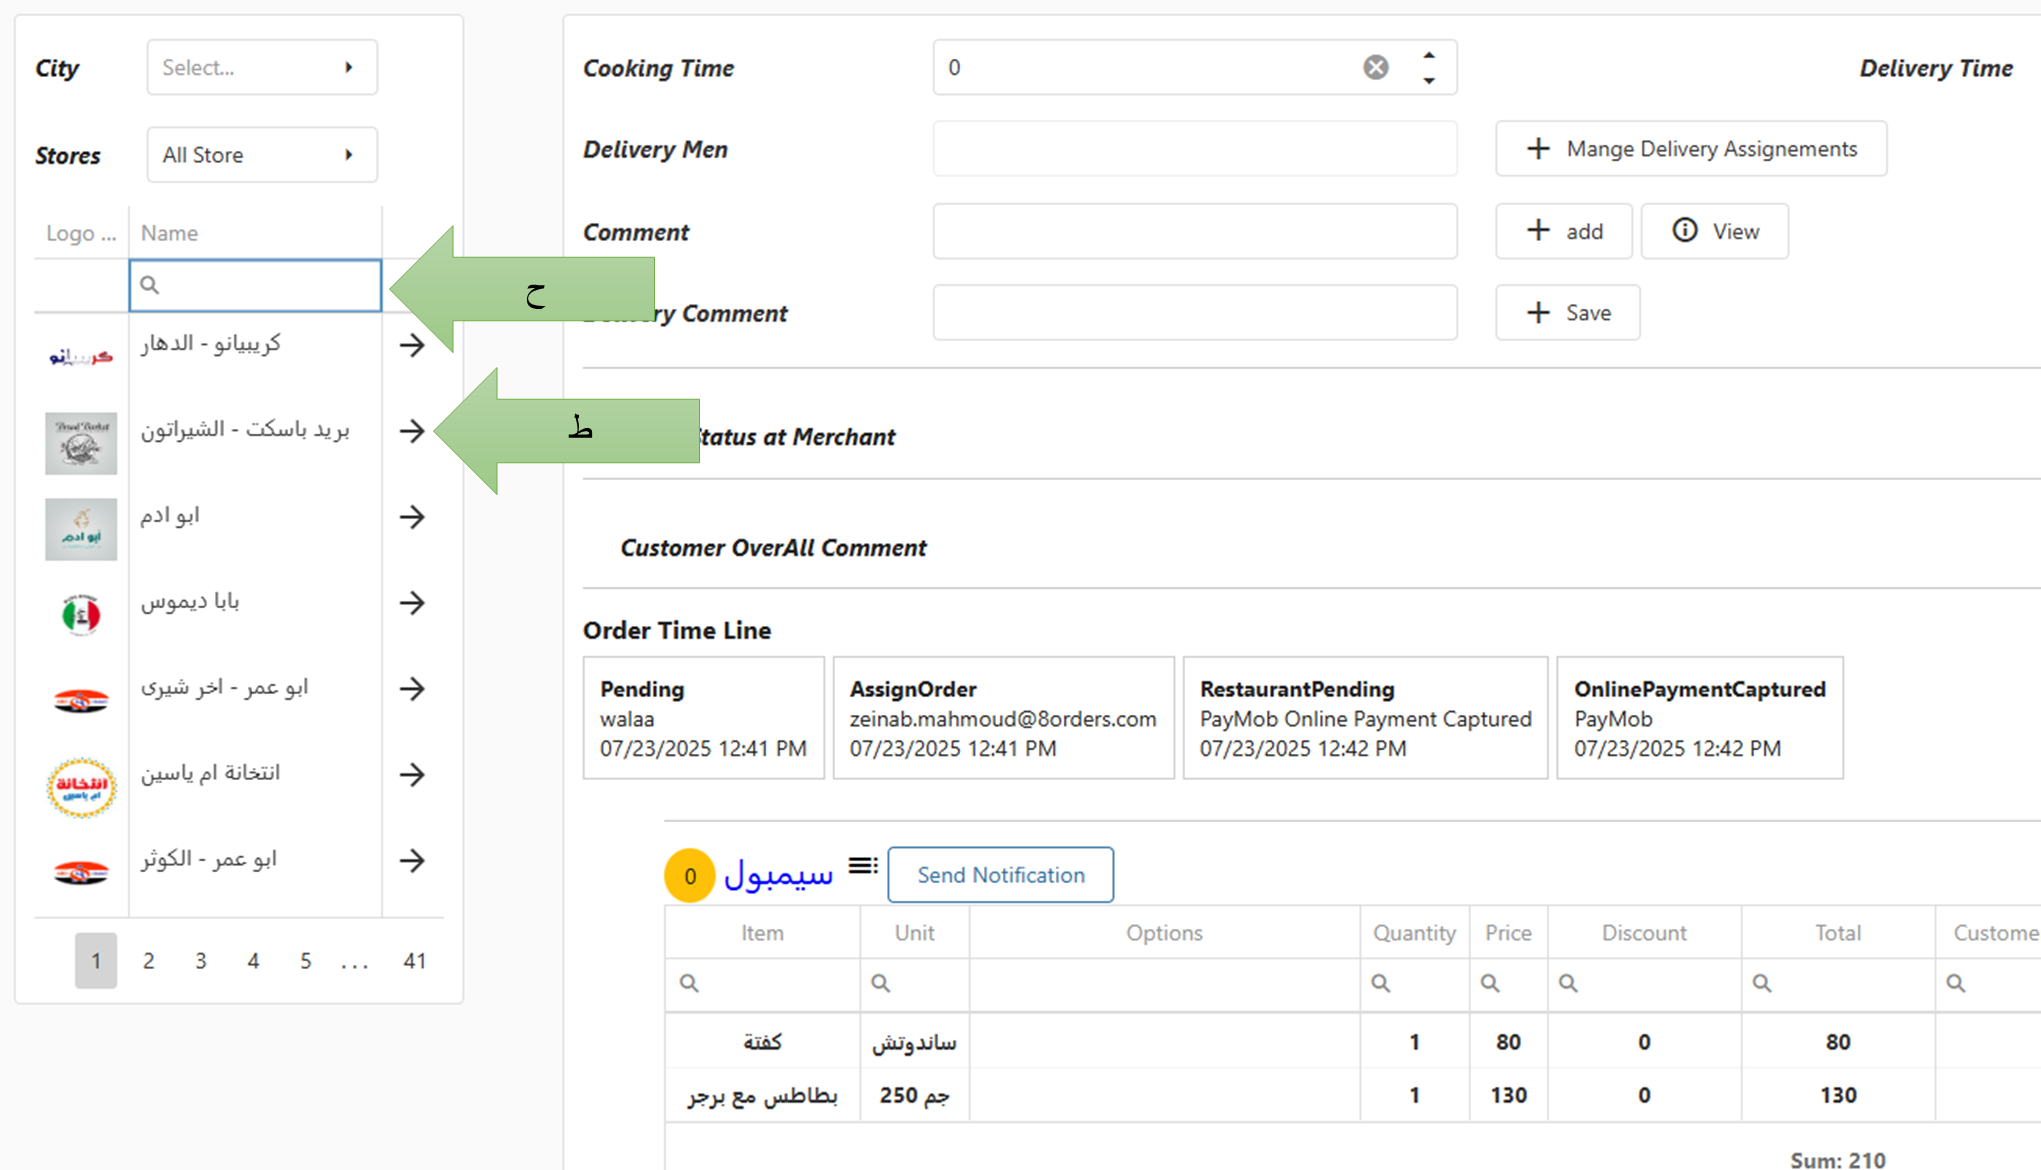 City
Select...
Stores
All Store
Logo ...
Name
كريبيانو - الدهار
كريبيانو
بريد باسكت - الشيراتون
Bread Basket
ابو ادم
أبو ادم
بابا ديموس
ابو عمر - اخر شيرى
انتخانة ام ياسين
انتخانة
ام ياسين
ابو عمر - الكوثر
1 2 3 4 5 ... 41
ح
ط
Cooking Time
0
Delivery Time
Delivery Men
Mange Delivery Assignements
Comment
add
View
ry Comment
Save
Status at Merchant
Customer OverAll Comment
Order Time Line
Pending
walaa
07/23/2025 12:41 PM
AssignOrder
zeinab.mahmoud@8orders.com
07/23/2025 12:41 PM
RestaurantPending
PayMob Online Payment Captured
07/23/2025 12:42 PM
OnlinePaymentCaptured
PayMob
07/23/2025 12:42 PM
0 سيمبول Send Notification
Item Unit Options Quantity Price Discount Total Custome
كفتة ساندوتش 1 80 0 80
بطاطس مع برجر 250 جم 1 130 0 130
Sum: 210